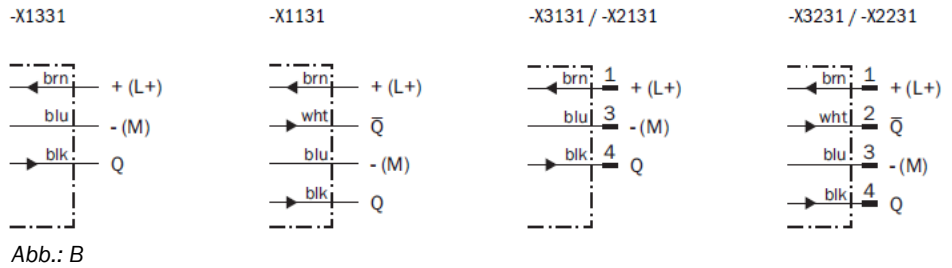 -X1331
brn + (L+)
blu - (M)
blk Q
-X1131
brn + (L+)
wht Q̅
blu - (M)
blk Q
-X3131 / -X2131
brn 1 + (L+)
blu 3 - (M)
blk 4 Q
-X3231 / -X2231
brn 1 + (L+)
wht 2 Q̅
blu 3 - (M)
blk 4 Q
Abb.: B